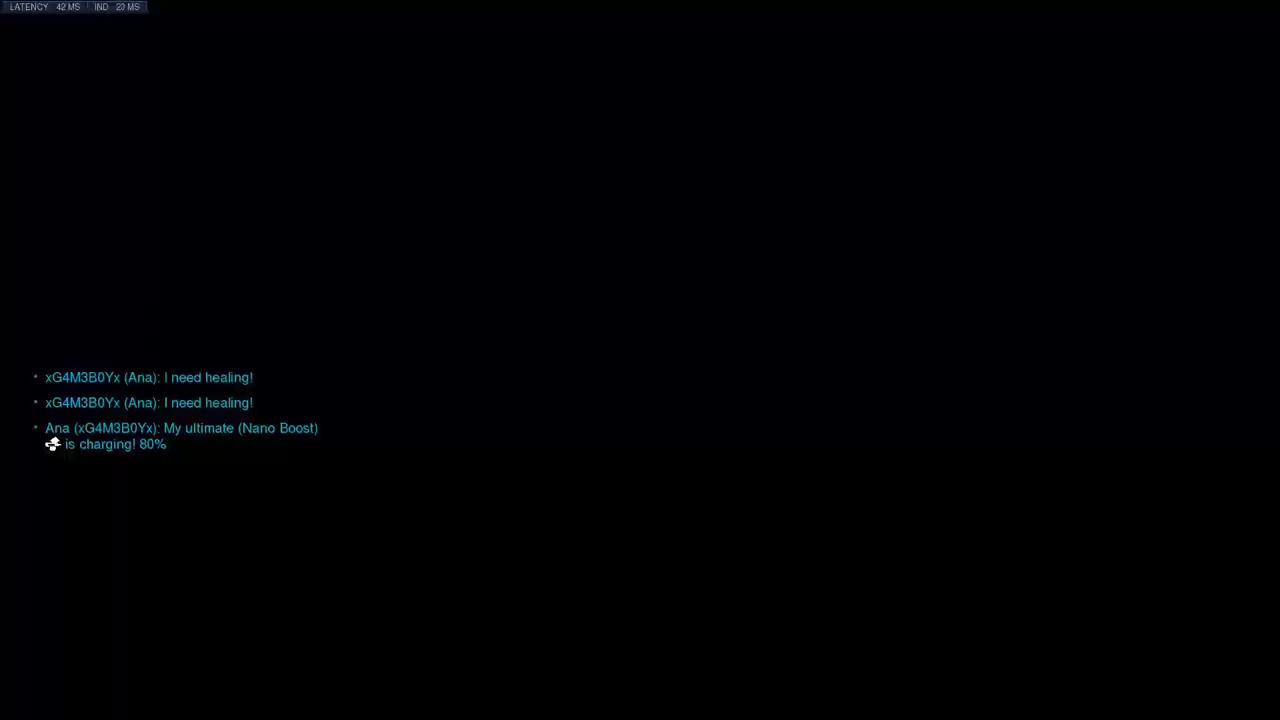 LATENCY 42 MS IND 23 MS
xG4M3B0Yx (Ana): I need healing!
xG4M3B0Yx (Ana): I need healing!
Ana (xG4M3B0Yx): My ultimate (Nano Boost)
is charging! 80%